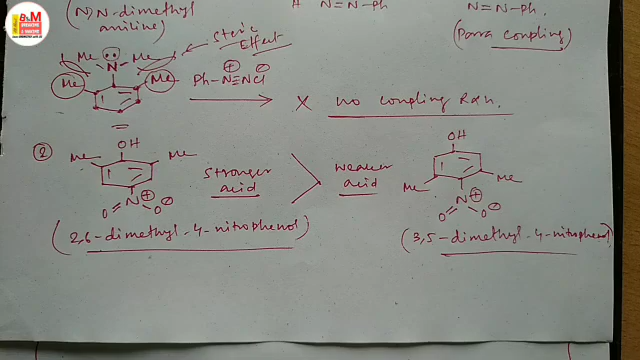 B&M
N,N-dimethyl aniline)
H N=N-Ph
N=N-Ph.
(Para coupling)
Steric Effect
Me Me
N
Me Me
Ph-N≡NCl
⊕ ⊖
X no coupling Rxn.
②
OH
Me Me
N⊕
O O⊖
Stronger acid
>
weaker acid
OH
Me Me
N⊕
O O⊖
(2,6-dimethyl-4-nitrophenol)
(3,5-dimethyl-4-nitrophenol)